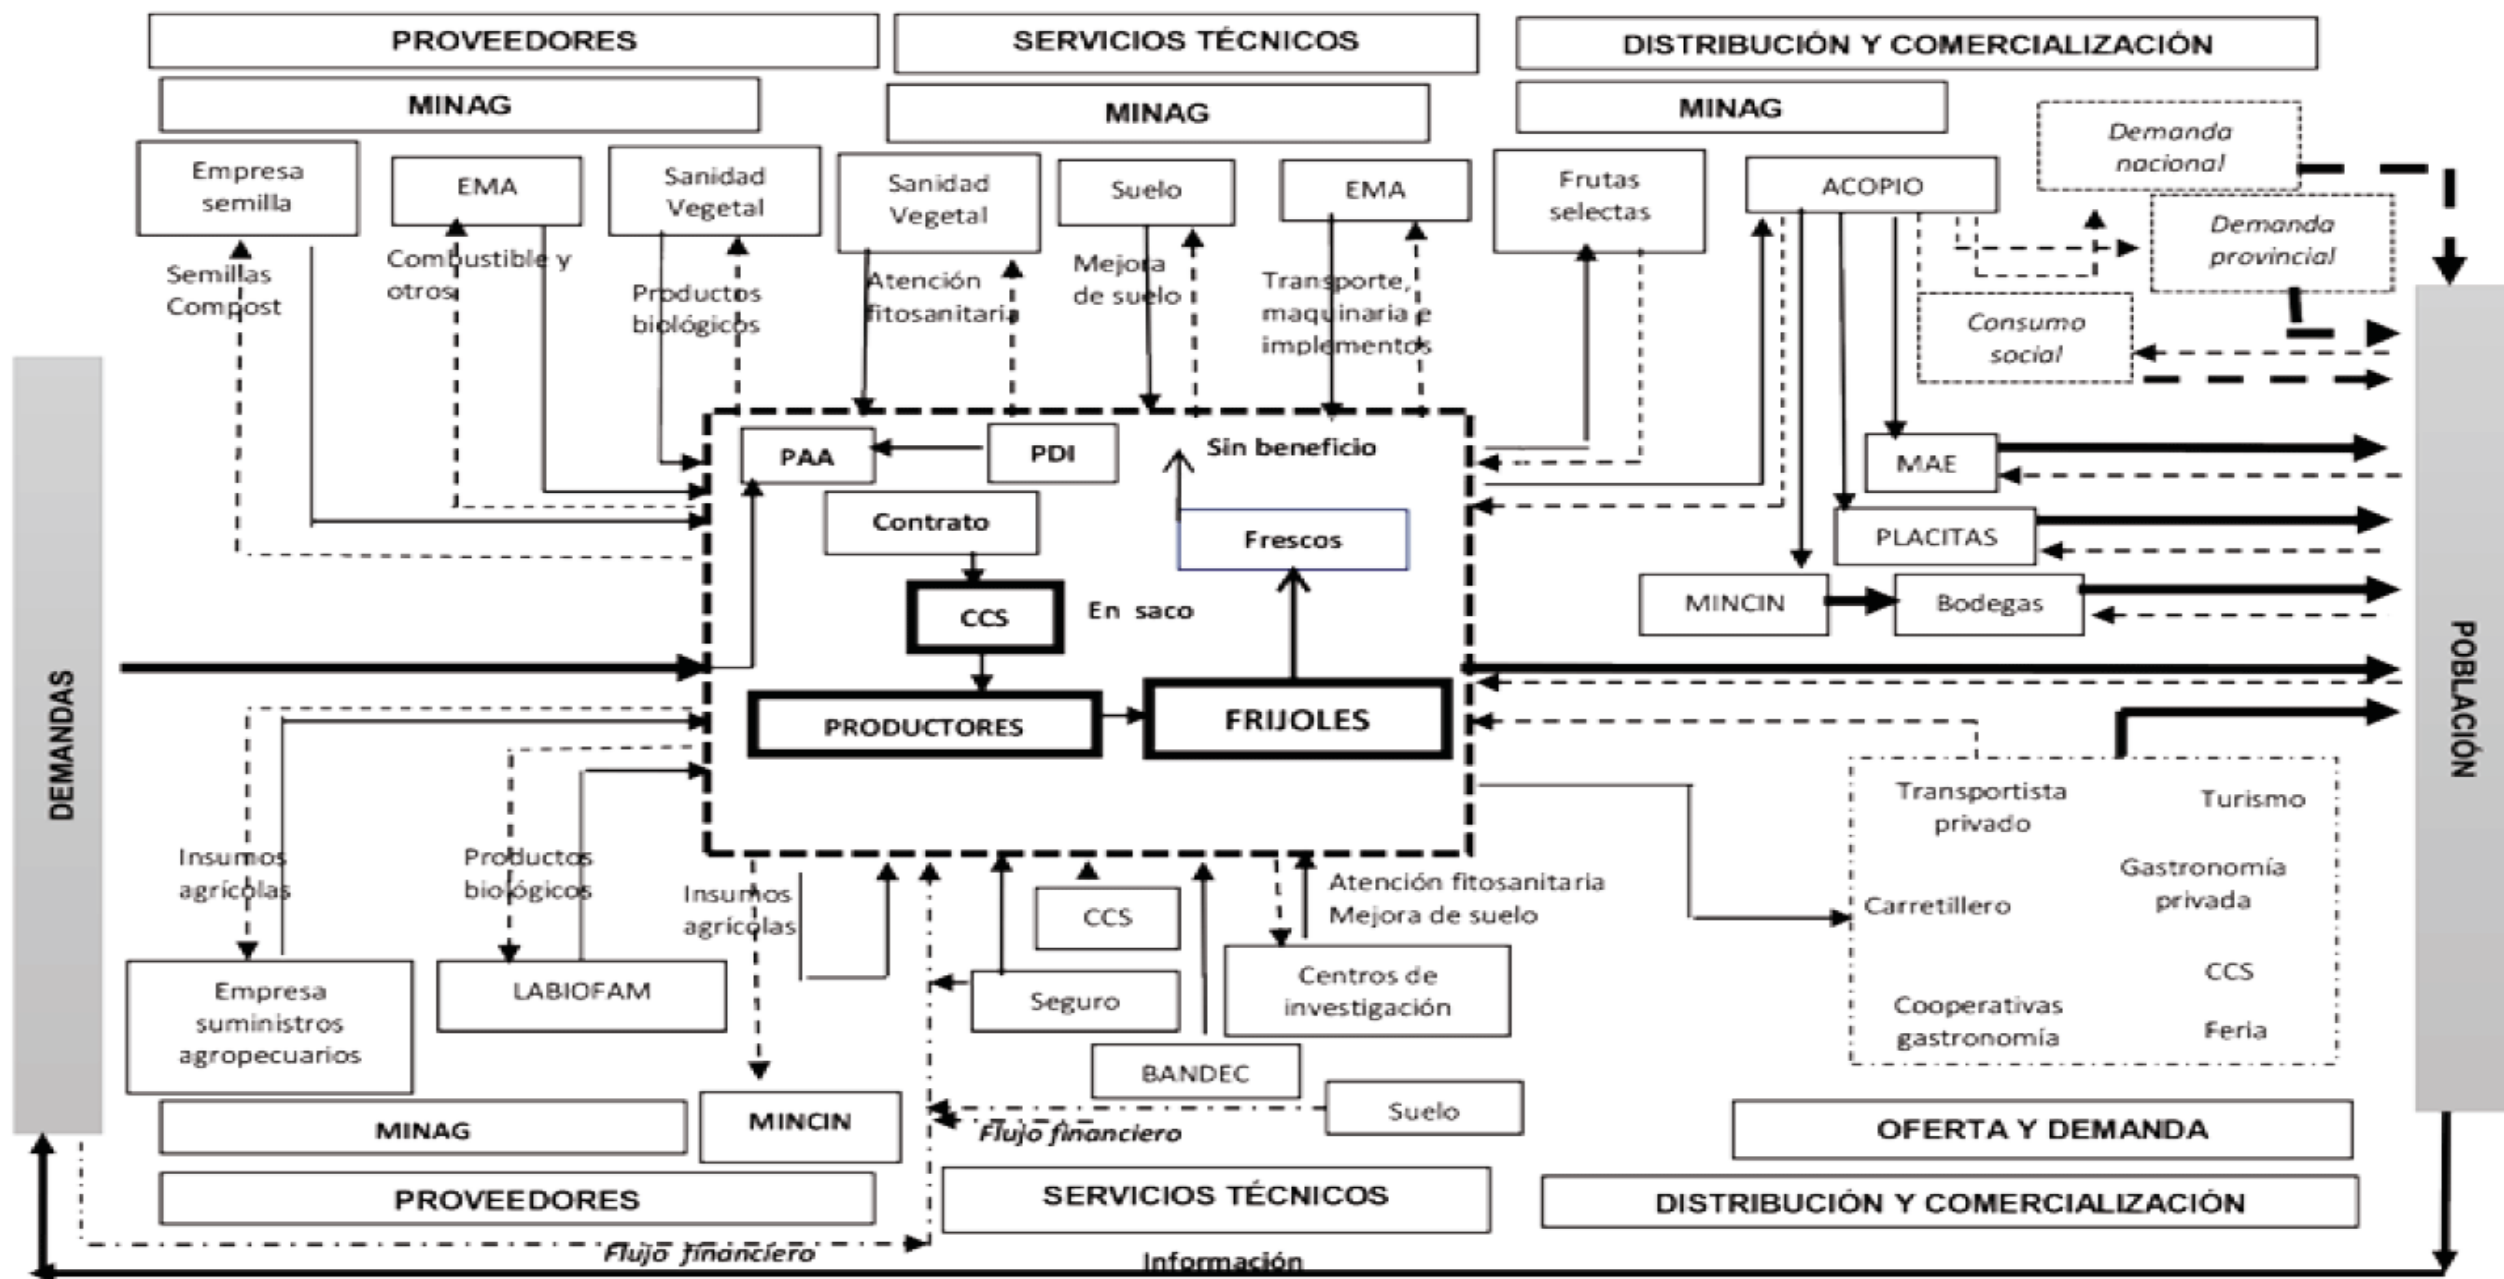 PROVEEDORES
SERVICIOS TÉCNICOS
DISTRIBUCIÓN Y COMERCIALIZACIÓN
MINAG
MINAG
MINAG
Empresa
semilla
EMA
Sanidad
Vegetal
Sanidad
Vegetal
Suelo
EMA
Frutas
selectas
ACOPIO
Demanda
nacional
Demanda
provincial
Consumo
social
Semillas
Compost
Combustible y
otros
Productos
biológicos
Atención
fitosanitaria
Mejora
de suelo
Transporte,
maquinaria e
implementos
PAA
PDI
Sin beneficio
Contrato
Frescos
CCS
En saco
PRODUCTORES
FRIJOLES
MAE
PLACITAS
MINCIN
Bodegas
DEMANDAS
POBLACIÓN
Insumos
agrícolas
Productos
biológicos
Insumos
agrícolas
CCS
Atención fitosanitaria
Mejora de suelo
Empresa
suministros
agropecuarios
LABIOFAM
Seguro
Centros de
investigación
BANDEC
Suelo
Transportista
privado
Turismo
Gastronomía
privada
Carretillero
CCS
Cooperativas
gastronomía
Feria
MINAG
MINCIN
Flujo financiero
OFERTA Y DEMANDA
PROVEEDORES
SERVICIOS TÉCNICOS
DISTRIBUCIÓN Y COMERCIALIZACIÓN
Flujo financiero
Información